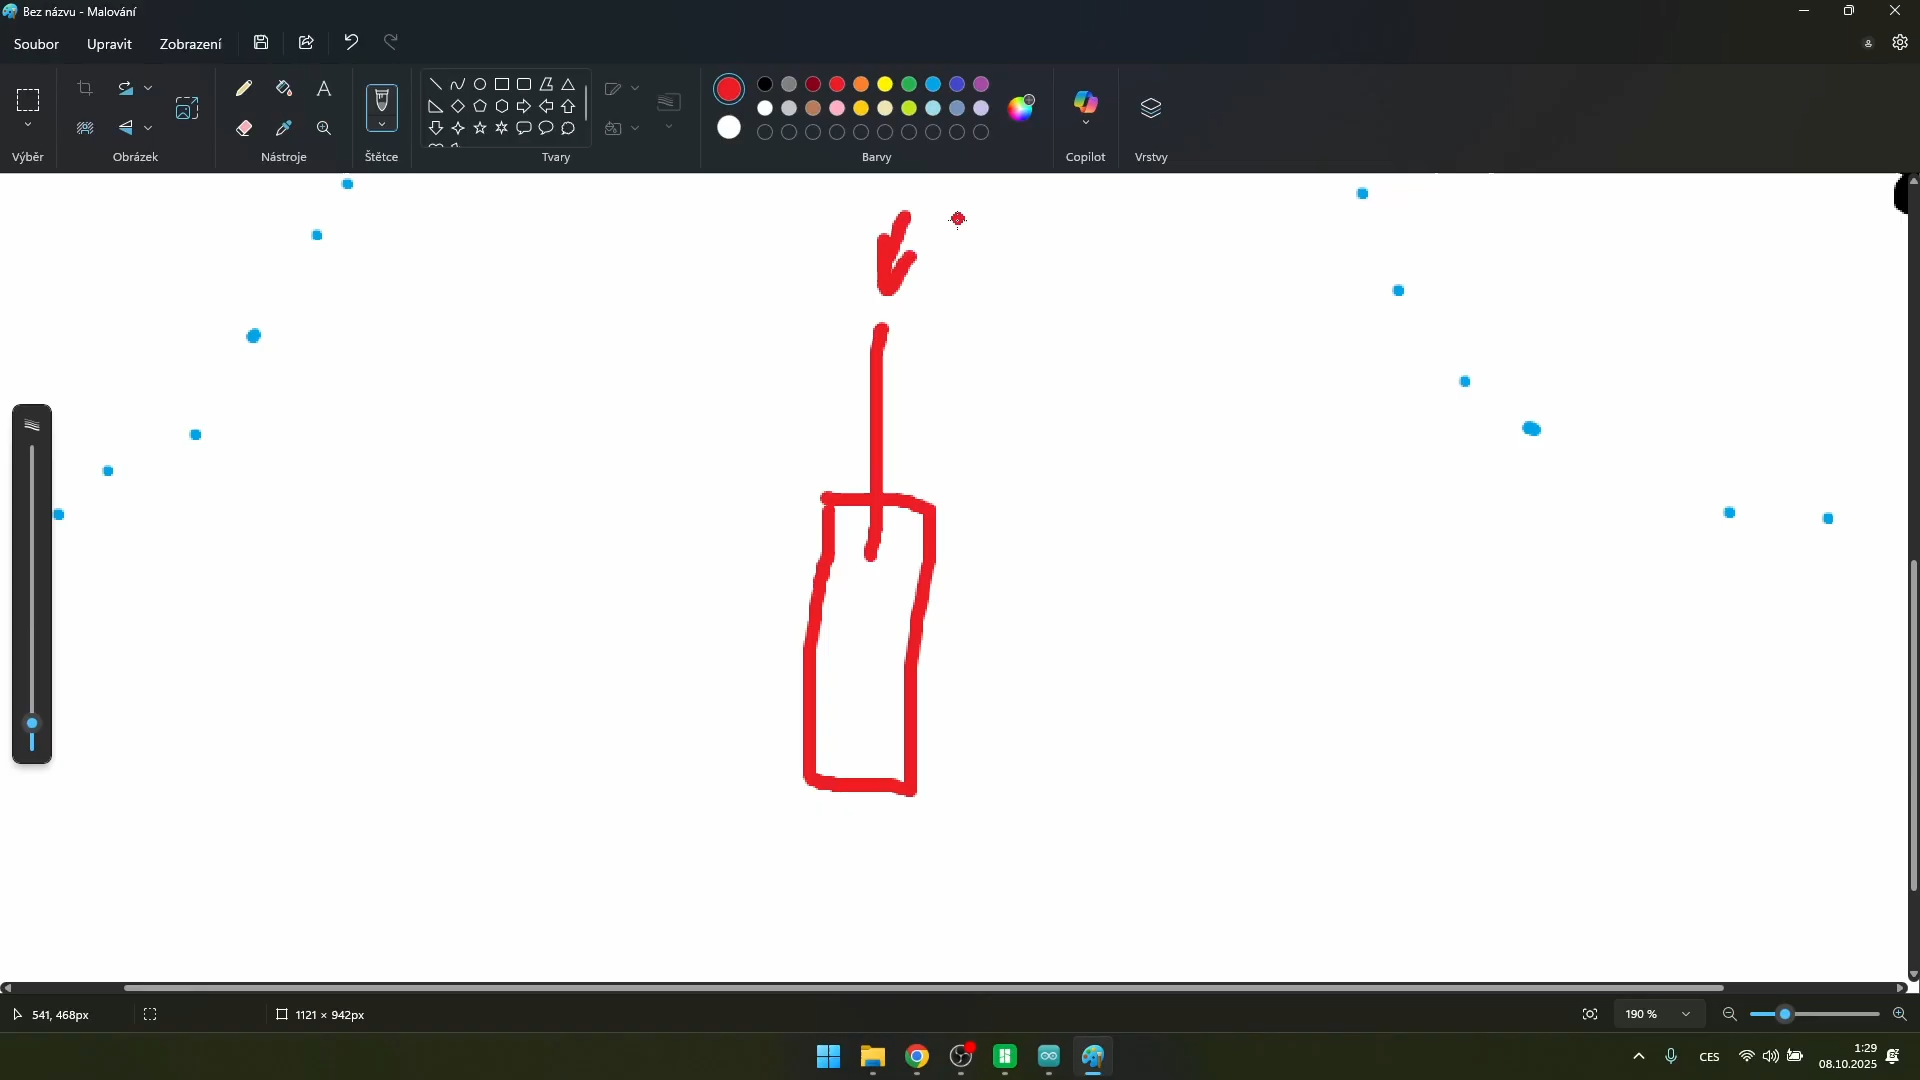 Bez názvu - Malování
Soubor
Upravit
Zobrazení
Výběr
Obrázek
Nástroje
Štětce
Tvary
Barvy
Copilot
Vrstvy
541, 468px
1121 × 942px
190 %
CES
1:29
08.10.2025